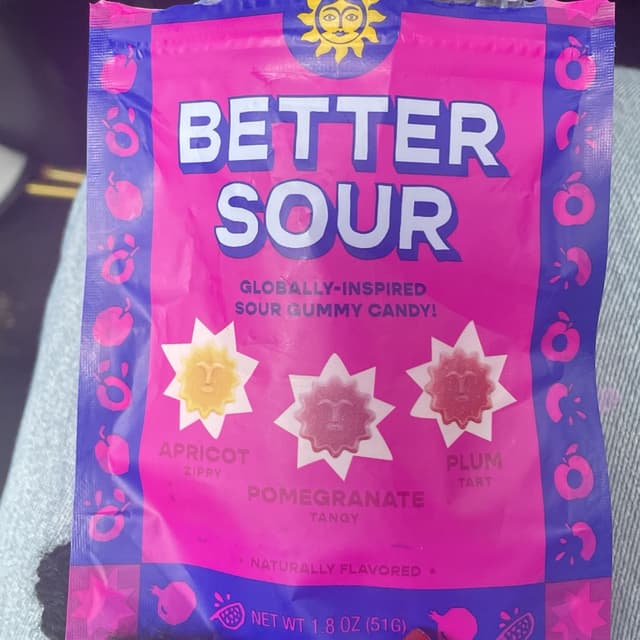 BETTER
SOUR
GLOBALLY-INSPIRED
SOUR GUMMY CANDY!
APRICOT
ZIPPY
POMEGRANATE
TANGY
PLUM
TART
• NATURALLY FLAVORED •
NET WT 1.8 OZ (51G)